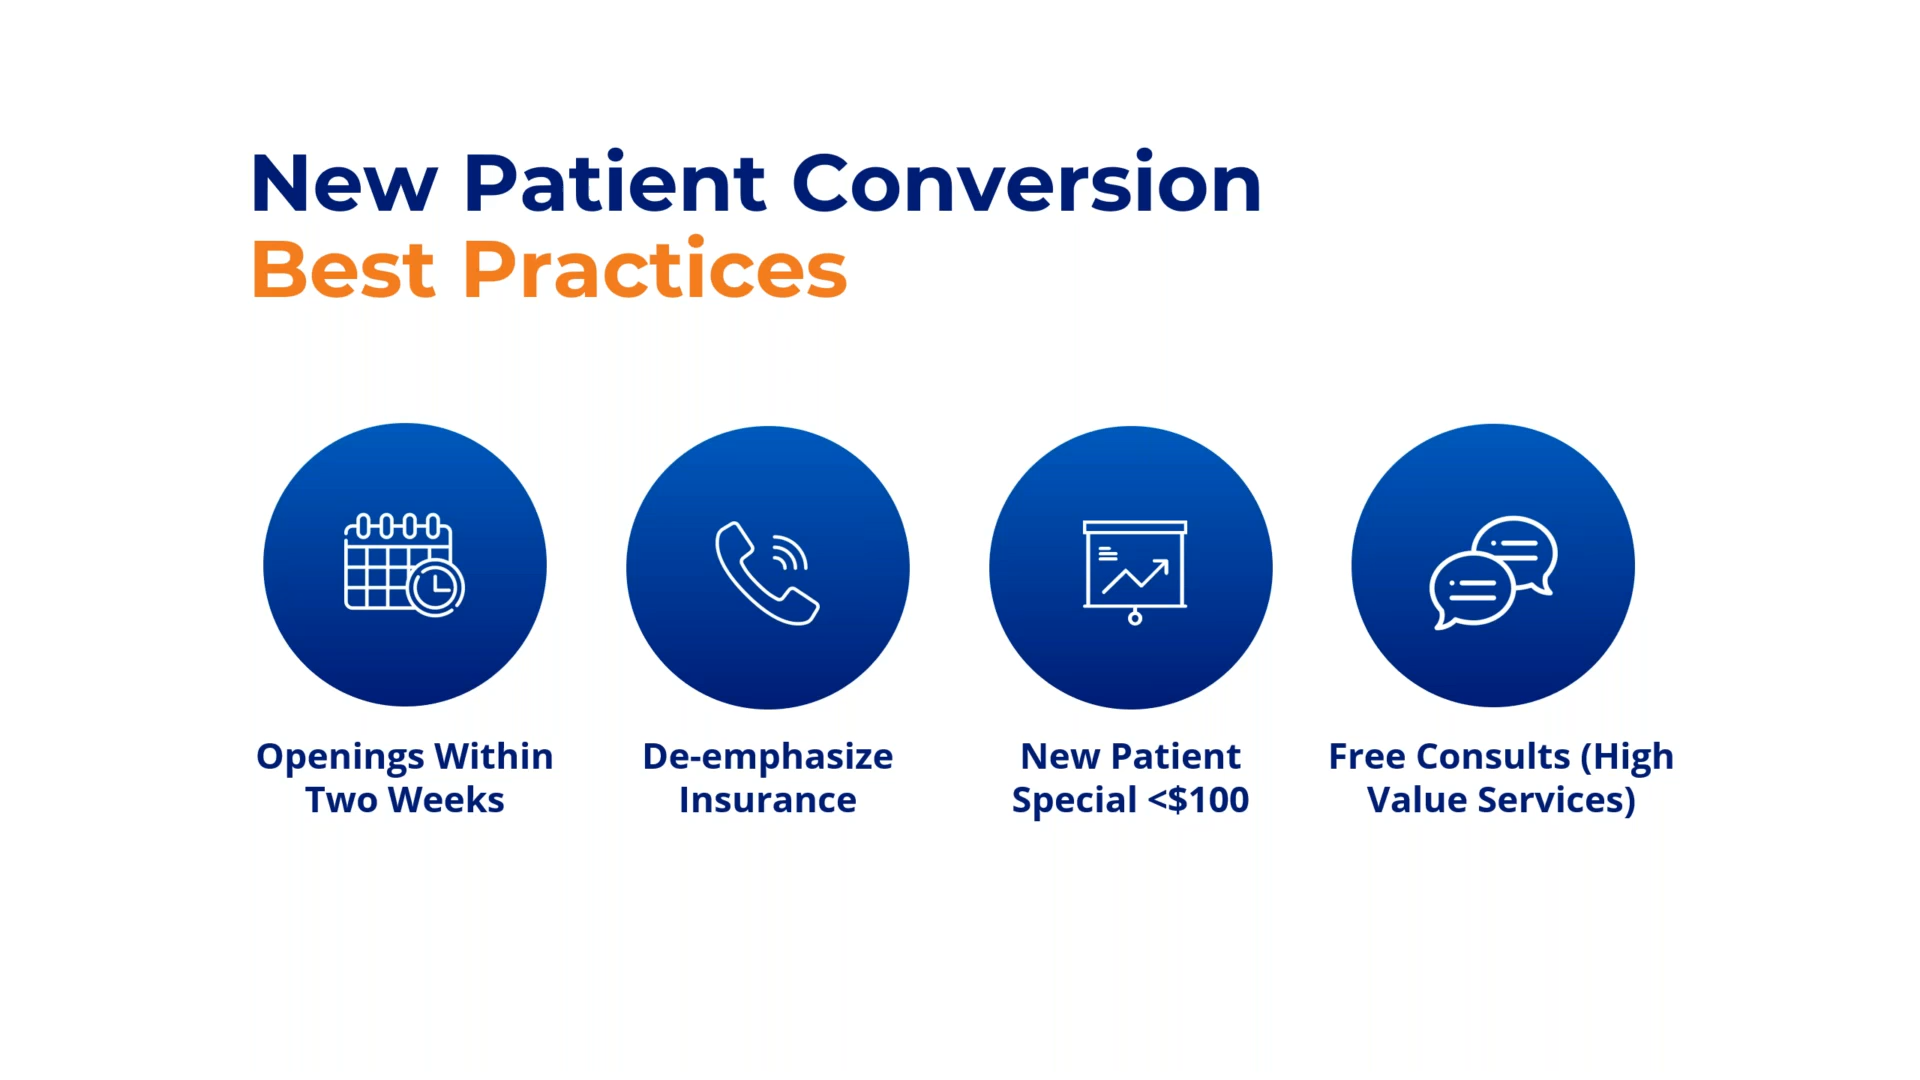 New Patient Conversion
Best Practices
Openings Within
Two Weeks
De-emphasize
Insurance
New Patient
Special <$100
Free Consults (High
Value Services)